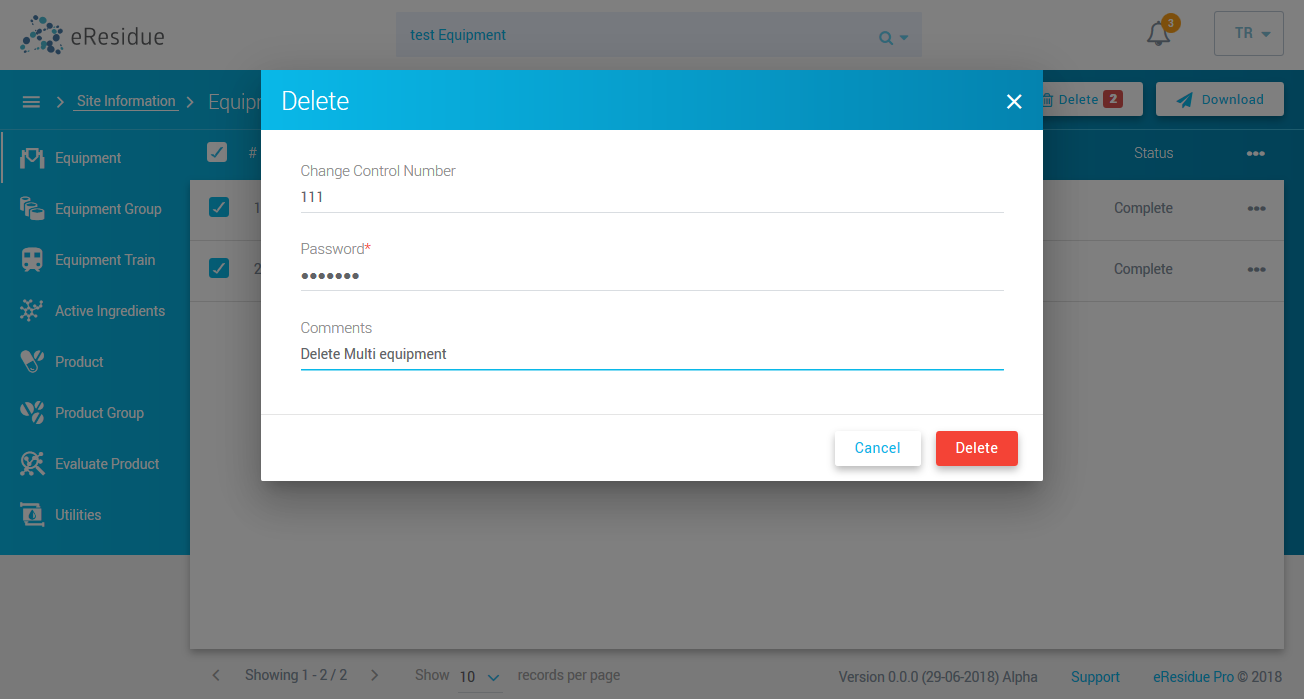 eResidue
test Equipment
3
TR
Site Information
Delete
Delete 2
Download
#
Status
Equipment
Equipment Group
Equipment Train
Active Ingredients
Product
Product Group
Evaluate Product
Utilities
Change Control Number
111
Password*
Comments
Delete Multi equipment
Cancel
Delete
1
Complete
2
Complete
Showing 1 - 2 / 2
Show 10 records per page
Version 0.0.0 (29-06-2018) Alpha
Support
eResidue Pro © 2018